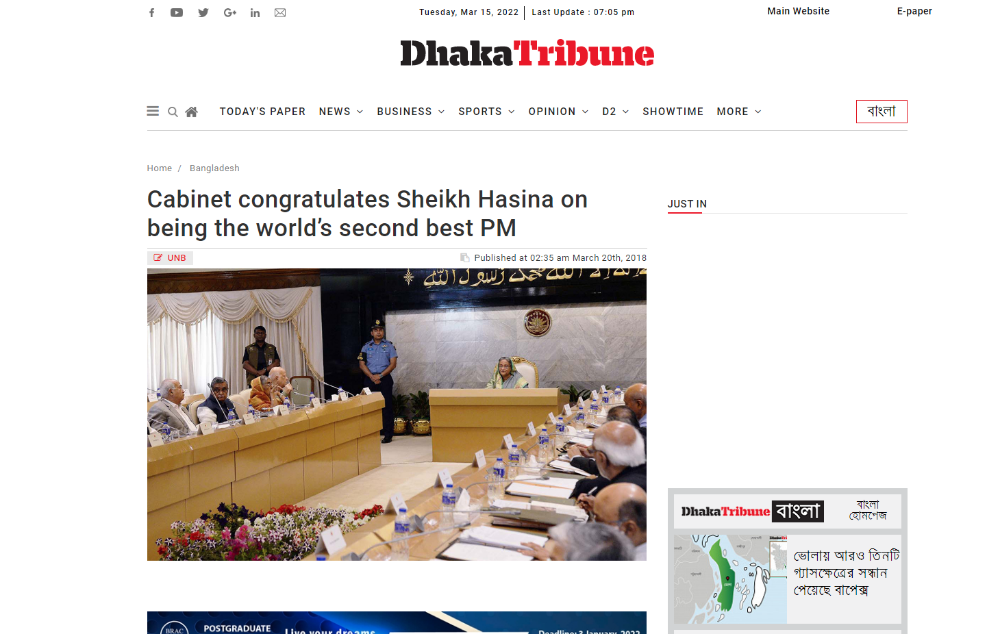 Tuesday, Mar 15, 2022 | Last Update : 07:05 pm
Main Website
E-paper
DhakaTribune
TODAY'S PAPER NEWS BUSINESS SPORTS OPINION D2 SHOWTIME MORE
বাংলা
Home / Bangladesh
Cabinet congratulates Sheikh Hasina on
being the world’s second best PM
UNB
Published at 02:35 am March 20th, 2018
JUST IN
DhakaTribune বাংলা
বাংলা
হোমপেজ
ভোলায় আরও তিনটি
গ্যাসক্ষেত্রের সন্ধান
পেয়েছে বাপেক্স
BRAC
POSTGRADUATE
Live your dreams
Deadline: 3 January, 2022